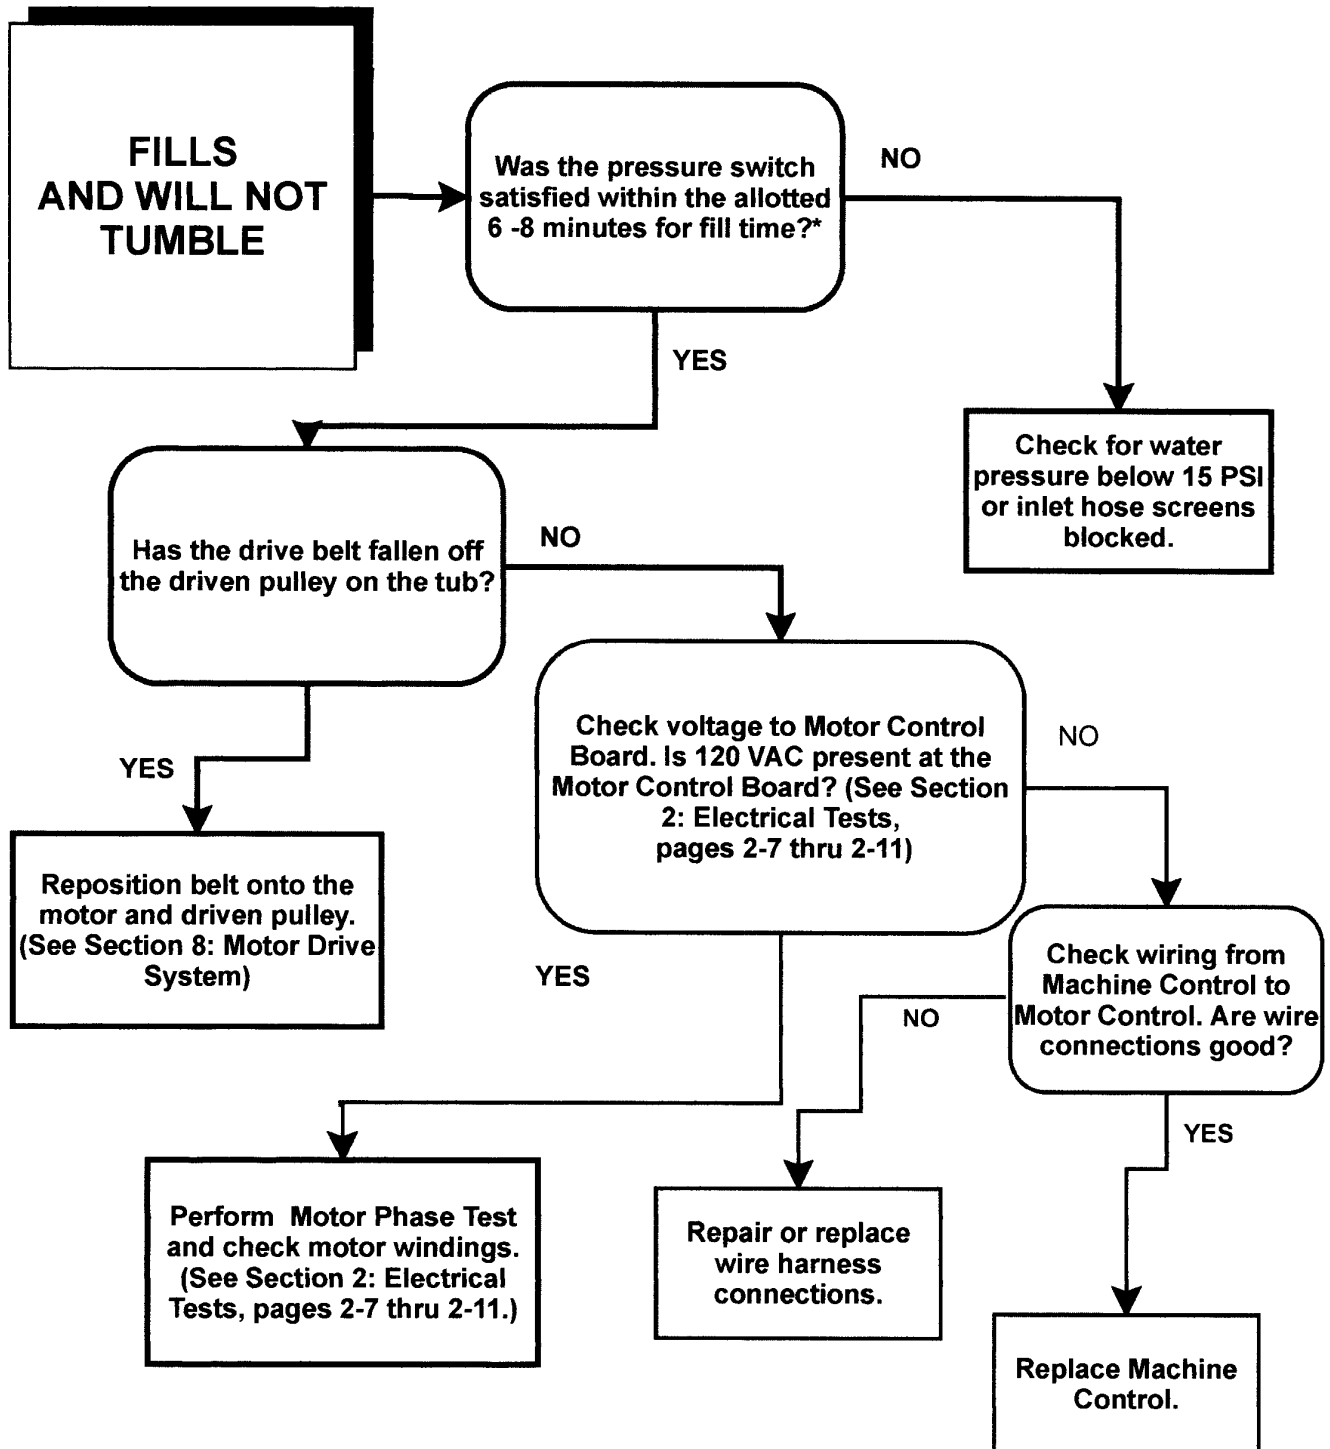 FILLS
AND WILL NOT
TUMBLE
Was the pressure switch
satisfied within the allotted
6 -8 minutes for fill time?*
NO
YES
Check for water
pressure below 15 PSI
or inlet hose screens
blocked.
Has the drive belt fallen off
the driven pulley on the tub?
NO
YES
Check voltage to Motor Control
Board. Is 120 VAC present at the
Motor Control Board? (See Section
2: Electrical Tests,
pages 2-7 thru 2-11)
NO
YES
Reposition belt onto the
motor and driven pulley.
(See Section 8: Motor Drive
System)
Check wiring from
Machine Control to
Motor Control. Are wire
connections good?
NO
YES
Perform Motor Phase Test
and check motor windings.
(See Section 2: Electrical
Tests, pages 2-7 thru 2-11.)
Repair or replace
wire harness
connections.
Replace Machine
Control.